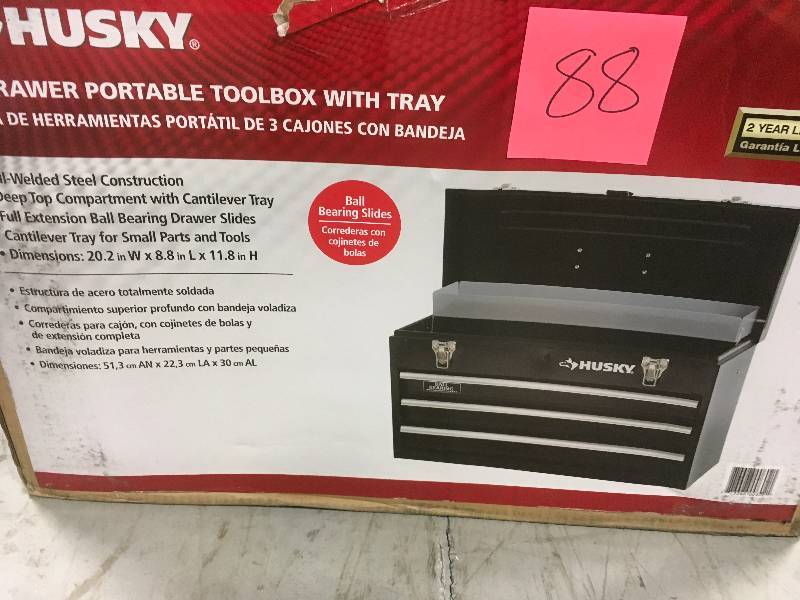 HUSKY®
88
RAWER PORTABLE TOOLBOX WITH TRAY
A DE HERRAMIENTAS PORTÁTIL DE 3 CAJONES CON BANDEJA
2 YEAR L
Garantía L
ll-Welded Steel Construction
Deep Top Compartment with Cantilever Tray
Full Extension Ball Bearing Drawer Slides
Cantilever Tray for Small Parts and Tools
• Dimensions: 20.2 in W x 8.8 in L x 11.8 in H
Ball
Bearing Slides
Correderas con
cojinetes de
bolas
• Estructura de acero totalmente soldada
• Compartimiento superior profundo con bandeja voladiza
• Correderas para cajón, con cojinetes de bolas y
de extensión completa
• Bandeja voladiza para herramientas y partes pequeñas
• Dimensiones: 51,3 cm AN x 22,3 cm LA x 30 cm AL
HUSKY
BALL
BEARING